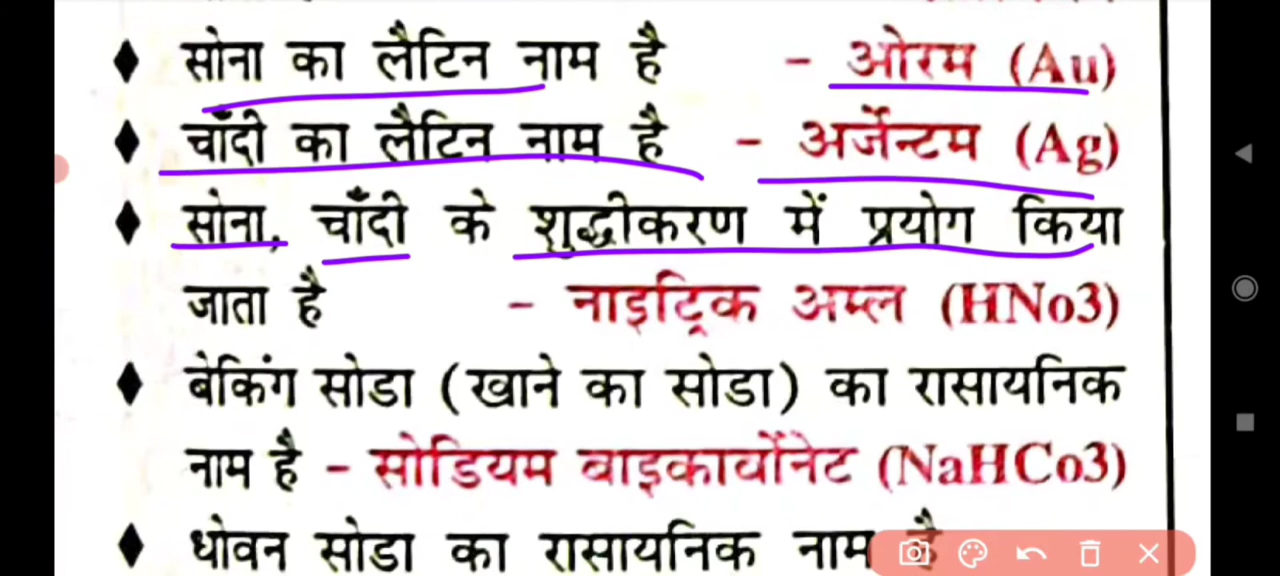 ♦ सोना का लैटिन नाम है - ओरम (Au)
♦ चाँदी का लैटिन नाम है - अर्जेन्टम (Ag)
♦ सोना, चाँदी के शुद्धीकरण में प्रयोग किया
जाता है - नाइट्रिक अम्ल (HNo3)
♦ बेकिंग सोडा (खाने का सोडा) का रासायनिक
नाम है - सोडियम बाइकार्बोनेट (NaHCo3)
♦ धोवन सोडा का रासायनिक नाम है